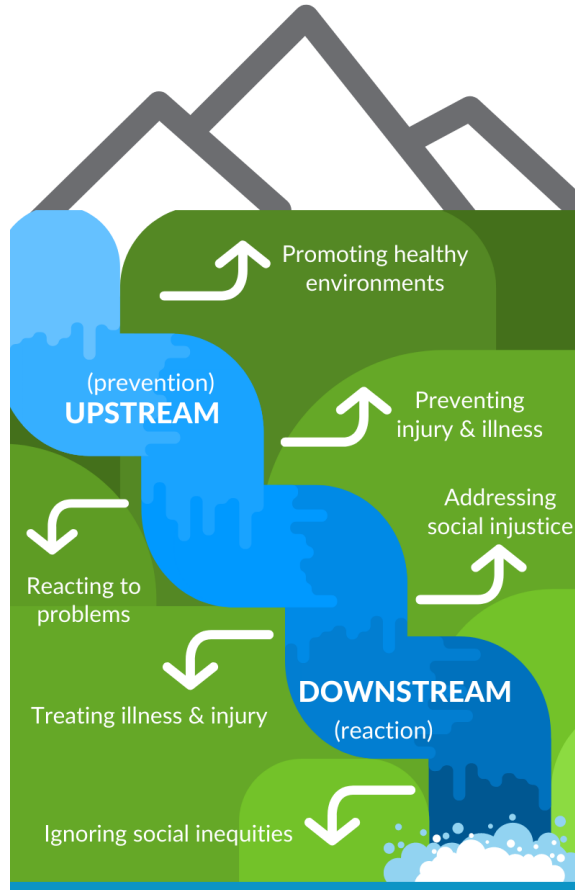 Promoting healthy
environments
(prevention)
UPSTREAM
Preventing
injury & illness
Addressing
social injustice
Reacting to
problems
Treating illness & injury
DOWNSTREAM
(reaction)
Ignoring social inequities